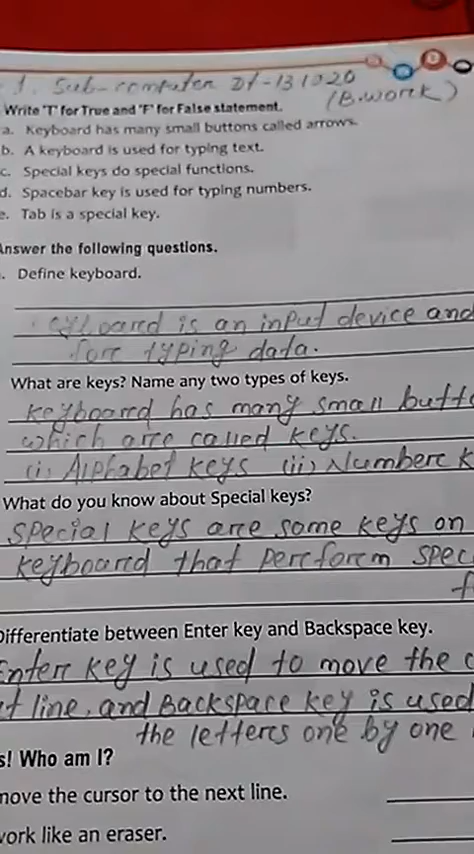 1. Sub-computer Dt-13/10/20
(B.work)
Write 'T' for True and 'F' for False statement.
a. Keyboard has many small buttons called arrows.
b. A keyboard is used for typing text.
c. Special keys do special functions.
d. Spacebar key is used for typing numbers.
e. Tab is a special key.
Answer the following questions.
. Define keyboard.
eyboard is an input device and
for typing data.
What are keys? Name any two types of keys.
keyboard has many small butto
which are called keys.
(i) Alphabet keys (ii) Number k
What do you know about Special keys?
special keys are some keys on
keyboard that perform spec
f
Differentiate between Enter key and Backspace key.
Enter key is used to move the c
t line, and Backspace key is used
the letters one by one
s! Who am I?
move the cursor to the next line.
work like an eraser.